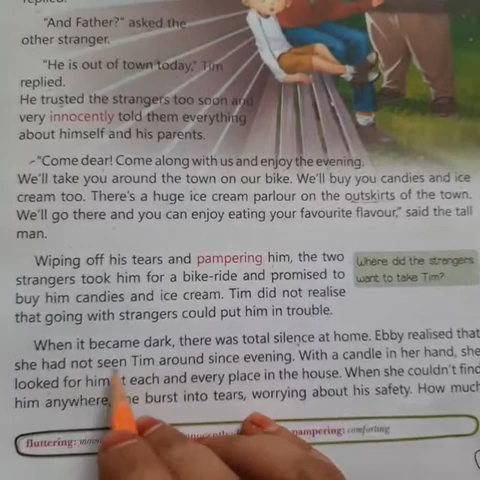 replied.
"And Father?" asked the
other stranger.
"He is out of town today," Tim
replied.
He trusted the strangers too soon and
very innocently told them everything
about himself and his parents.
"Come dear! Come along with us and enjoy the evening.
We'll take you around the town on our bike. We'll buy you candies and ice
cream too. There's a huge ice cream parlour on the outskirts of the town.
We'll go there and you can enjoy eating your favourite flavour," said the tall
man.
Wiping off his tears and pampering him, the two
strangers took him for a bike-ride and promised to
buy him candies and ice cream. Tim did not realise
that going with strangers could put him in trouble.
Where did the strangers
want to take Tim?
When it became dark, there was total silence at home. Ebby realised that
she had not seen Tim around since evening. With a candle in her hand, she
looked for him at each and every place in the house. When she couldn't find
him anywhere, she burst into tears, worrying about his safety. How much
fluttering: pampering: comforting